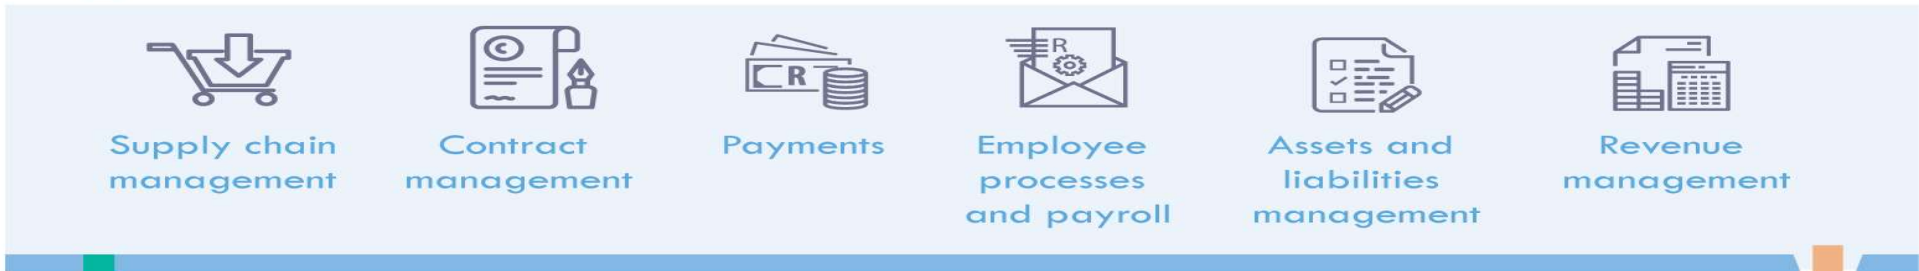 R
R
Supply chain
management
Contract
management
Payments
Employee
processes
and payroll
Assets and
liabilities
management
Revenue
management